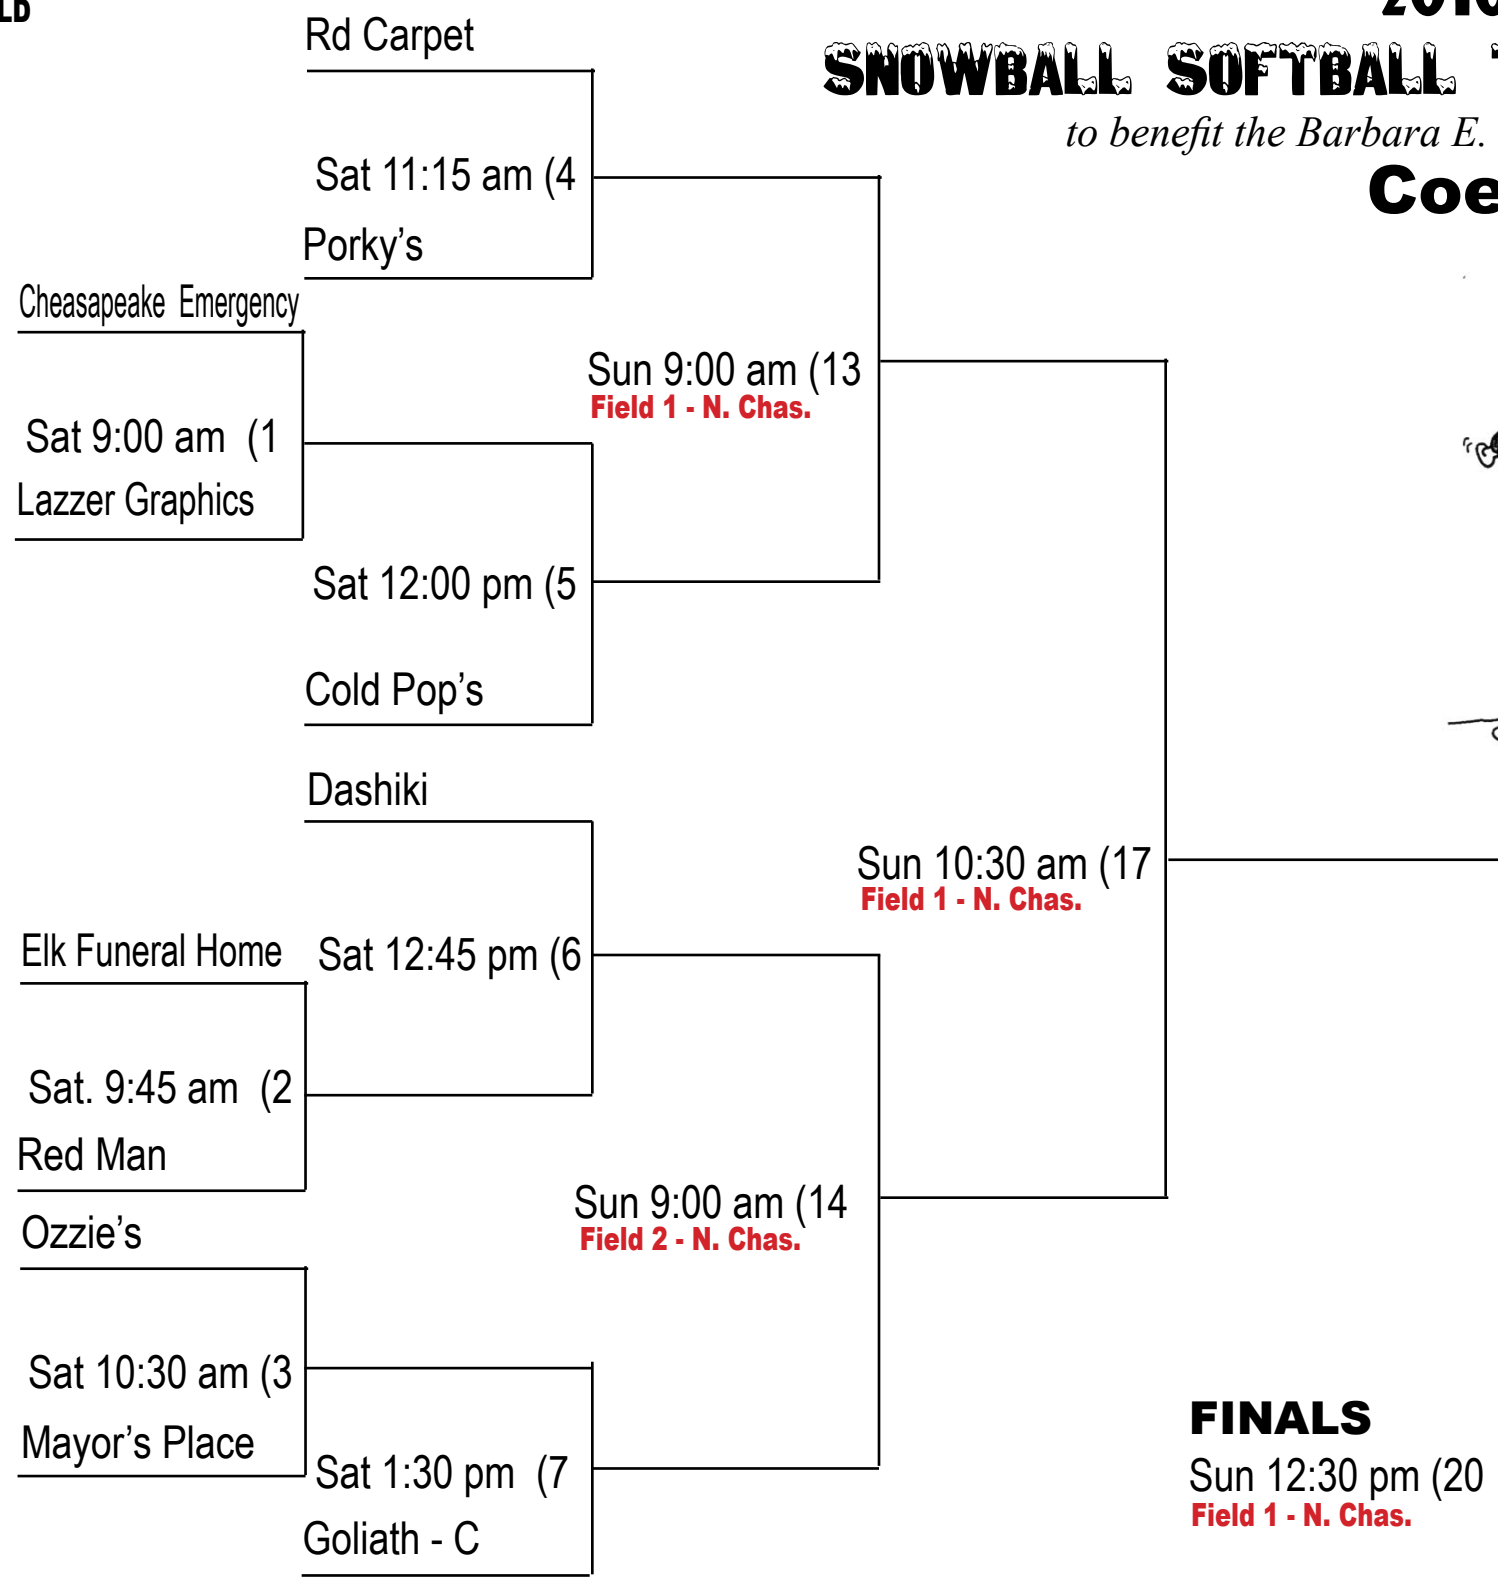 LD
2010
SNOWBALL SOFTBALL
to benefit the Barbara E.
Coe
Rd Carpet
Sat 11:15 am (4
Porky's
Cheasapeake Emergency
Sat 9:00 am (1
Lazzer Graphics
Sun 9:00 am (13
Field 1 - N. Chas.
Sat 12:00 pm (5
Cold Pop's
Dashiki
Sun 10:30 am (17
Field 1 - N. Chas.
Elk Funeral Home
Sat 12:45 pm (6
Sat. 9:45 am (2
Red Man
Sun 9:00 am (14
Field 2 - N. Chas.
Ozzie's
Sat 10:30 am (3
Mayor's Place
Sat 1:30 pm (7
Goliath - C
FINALS
Sun 12:30 pm (20
Field 1 - N. Chas.